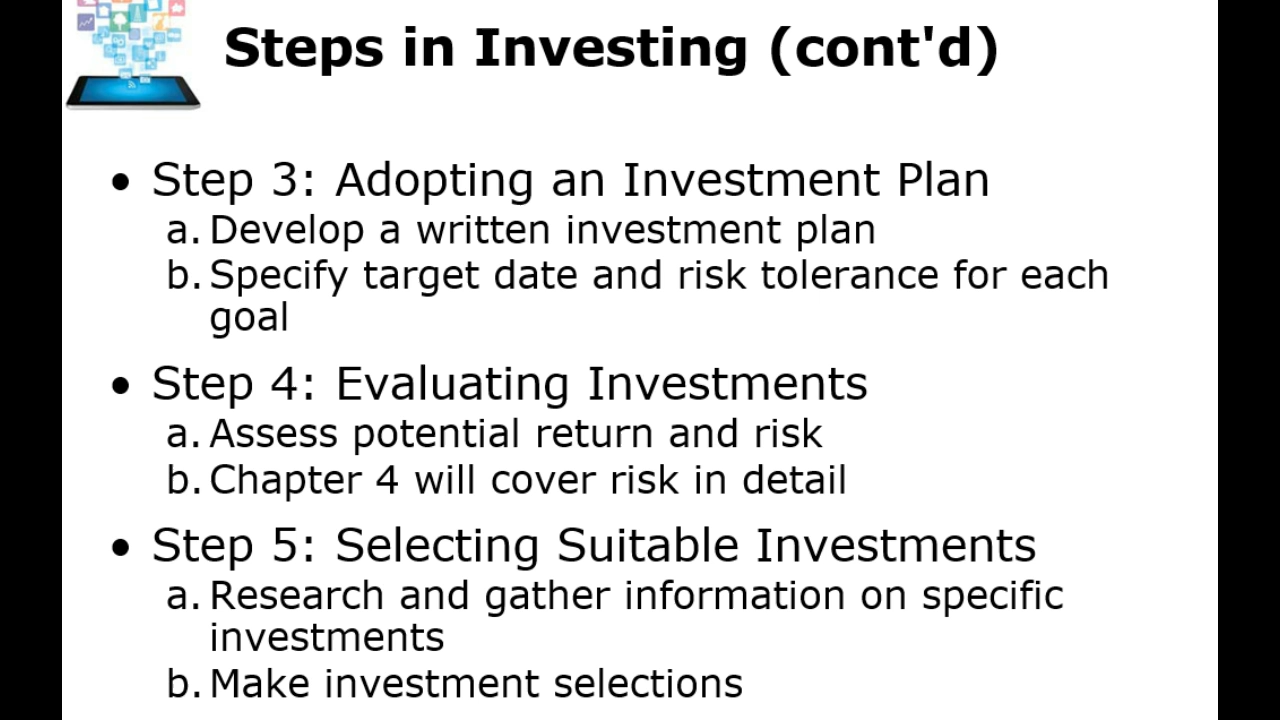 Steps in Investing (cont'd)
• Step 3: Adopting an Investment Plan
a. Develop a written investment plan
b. Specify target date and risk tolerance for each
goal
• Step 4: Evaluating Investments
a. Assess potential return and risk
b. Chapter 4 will cover risk in detail
• Step 5: Selecting Suitable Investments
a. Research and gather information on specific
investments
b. Make investment selections